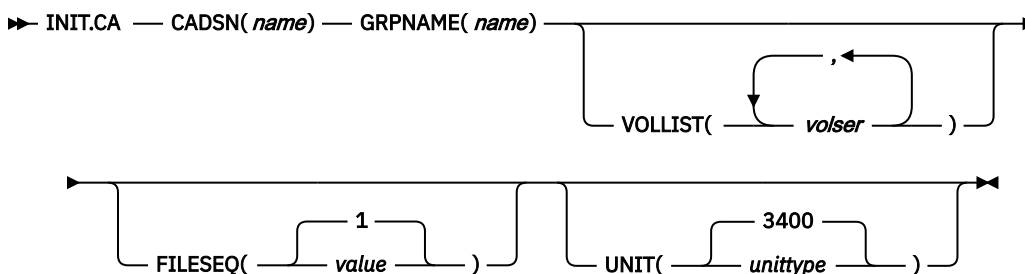 INIT.CA CADSN( name) GRPNAME( name)
,
VOLLIST( volser )
1
FILESEQ( value )
3400
UNIT( unittype )